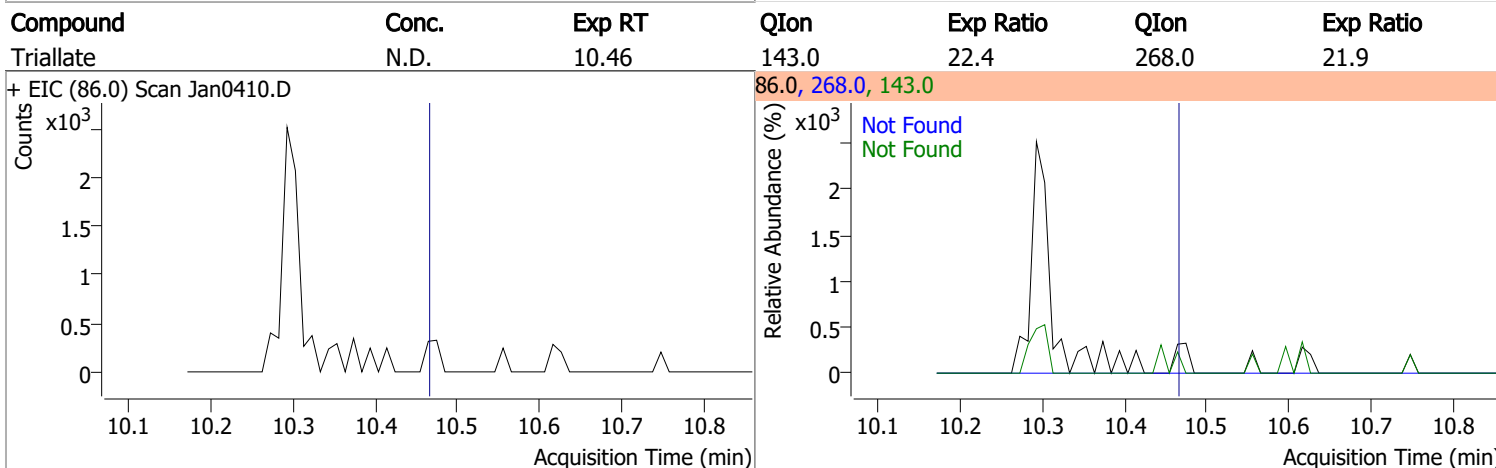 Compound Conc. Exp RT QIon Exp Ratio QIon Exp Ratio
Triallate N.D. 10.46 143.0 22.4 268.0 21.9
+ EIC (86.0) Scan Jan0410.D
Counts
x10³
2
1.5
1
0.5
0
10.1 10.2 10.3 10.4 10.5 10.6 10.7 10.8
Acquisition Time (min)
86.0, 268.0, 143.0
Relative Abundance (%)
x10³
Not Found
Not Found
2
1.5
1
0.5
0
10.1 10.2 10.3 10.4 10.5 10.6 10.7 10.8
Acquisition Time (min)